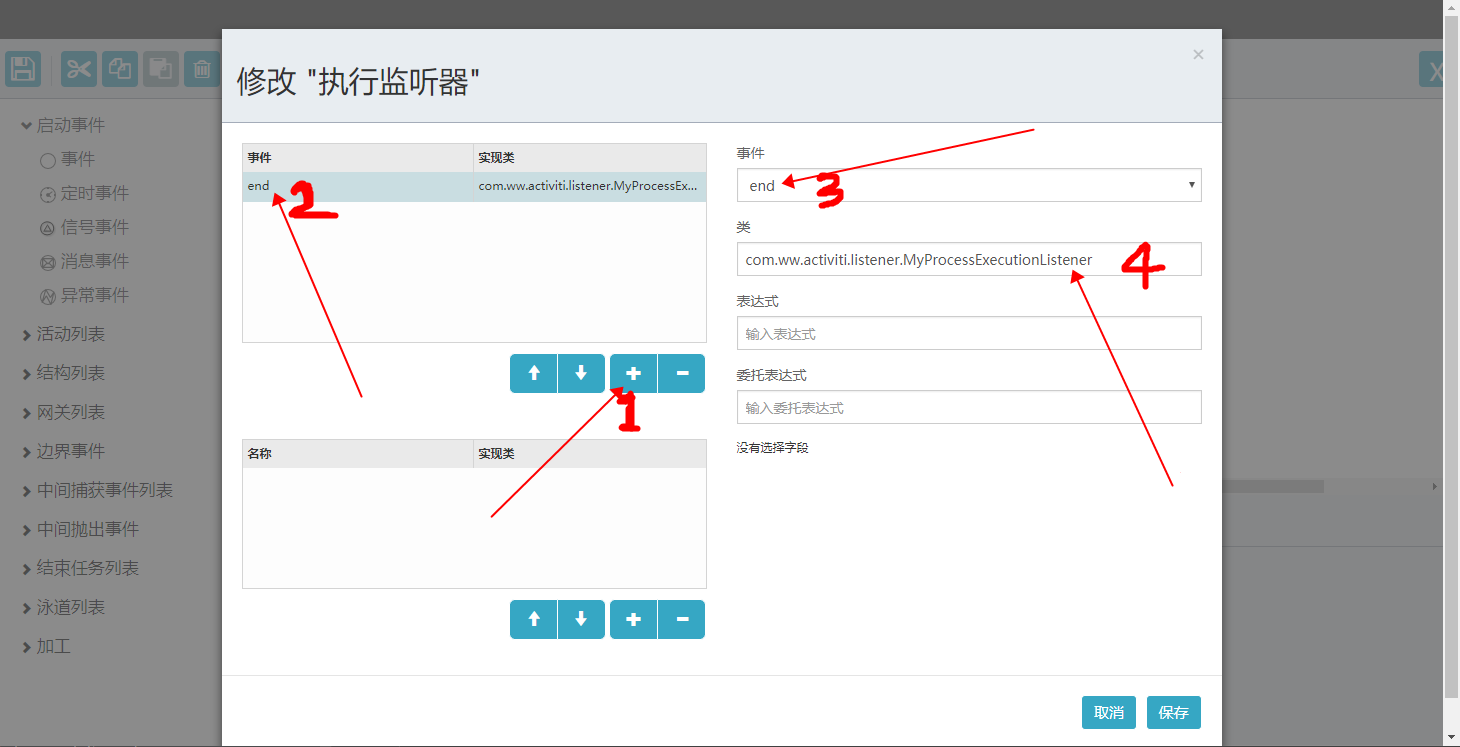 修改 "执行监听器"
×
X
启动事件
事件
定时事件
信号事件
消息事件
异常事件
活动列表
结构列表
网关列表
边界事件
中间捕获事件列表
中间抛出事件
结束任务列表
泳道列表
加工
事件 实现类
end com.ww.activiti.listener.MyProcessEx...
2
1
名称 实现类
事件
end
3
类
com.ww.activiti.listener.MyProcessExecutionListener
4
表达式
输入表达式
委托表达式
输入委托表达式
没有选择字段
取消 保存